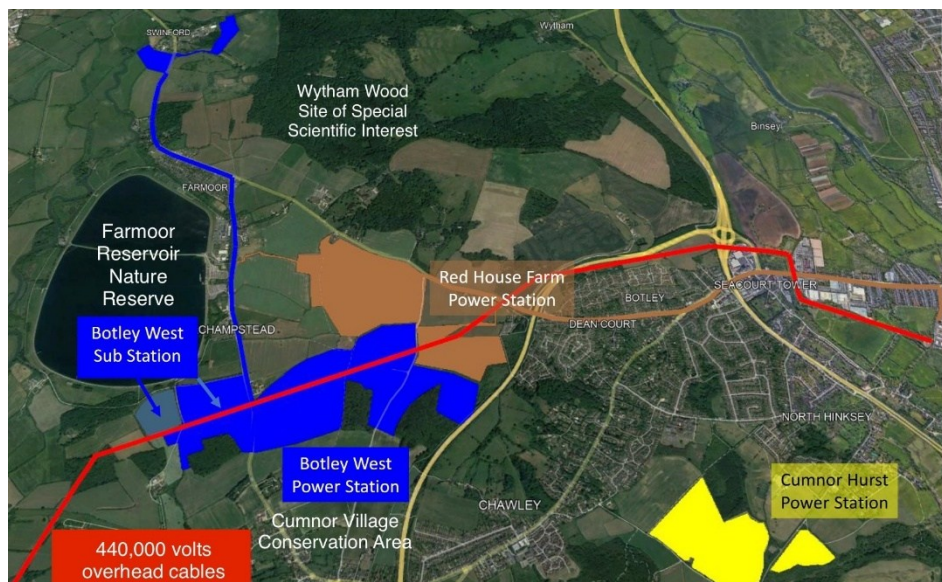 SWINFORD
Wytham
Wytham Wood
Site of Special
Scientific Interest
Binsey
FARMOOR
Farmoor
Reservoir
Nature
Reserve
Red House Farm
Power Station
SEACOURT TOWER
BOTLEY
DEAN COURT
CHAMPSTEAD
Botley West
Sub Station
NORTH HINKSEY
Botley West
Power Station
Cumnor Hurst
Power Station
CHAWLEY
Cumnor Village
Conservation Area
440,000 volts
overhead cables